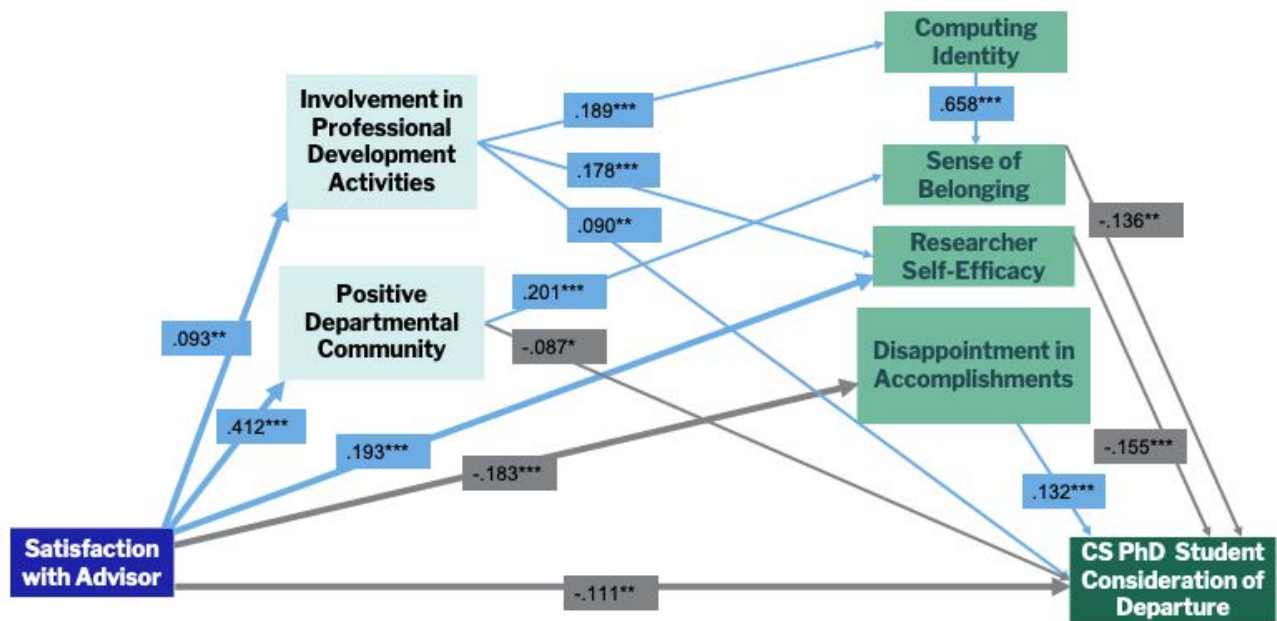 Computing
Identity
Involvement in
Professional
Development
Activities
.189***
.658***
.178***
Sense of
Belonging
.090**
-.136**
Researcher
Self-Efficacy
Positive
Departmental
Community
.201***
-.087*
.093**
Disappointment in
Accomplishments
.412***
.193***
-.183***
-.155***
.132***
Satisfaction
with Advisor
-.111**
CS PhD Student
Consideration of
Departure